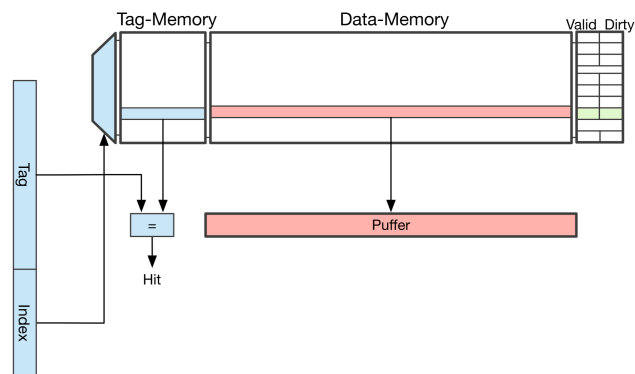 Tag-Memory
Data-Memory
Valid Dirty
Tag
=
Puffer
Hit
Index